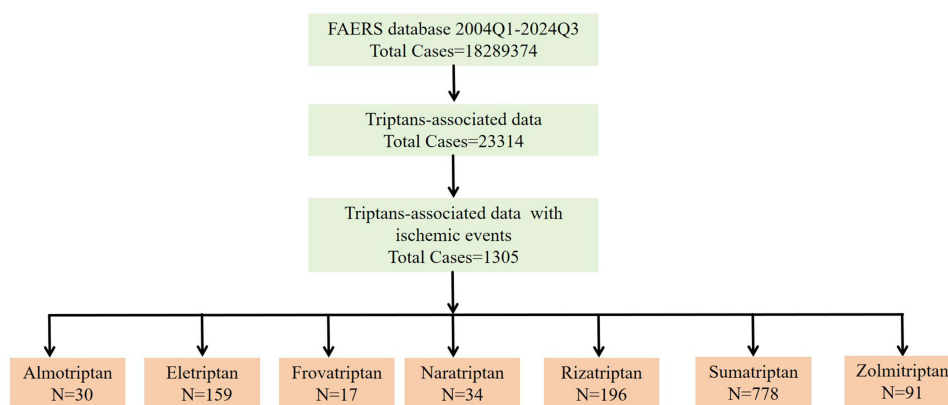 FAERS database 2004Q1-2024Q3
Total Cases=18289374
Triptans-associated data
Total Cases=23314
Triptans-associated data with
ischemic events
Total Cases=1305
Almotriptan
N=30
Eletriptan
N=159
Frovatriptan
N=17
Naratriptan
N=34
Rizatriptan
N=196
Sumatriptan
N=778
Zolmitriptan
N=91